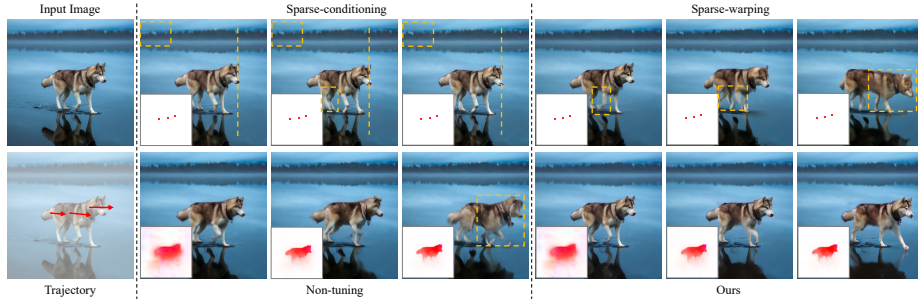 Input Image
Sparse-conditioning
Sparse-warping
Trajectory
Non-tuning
Ours